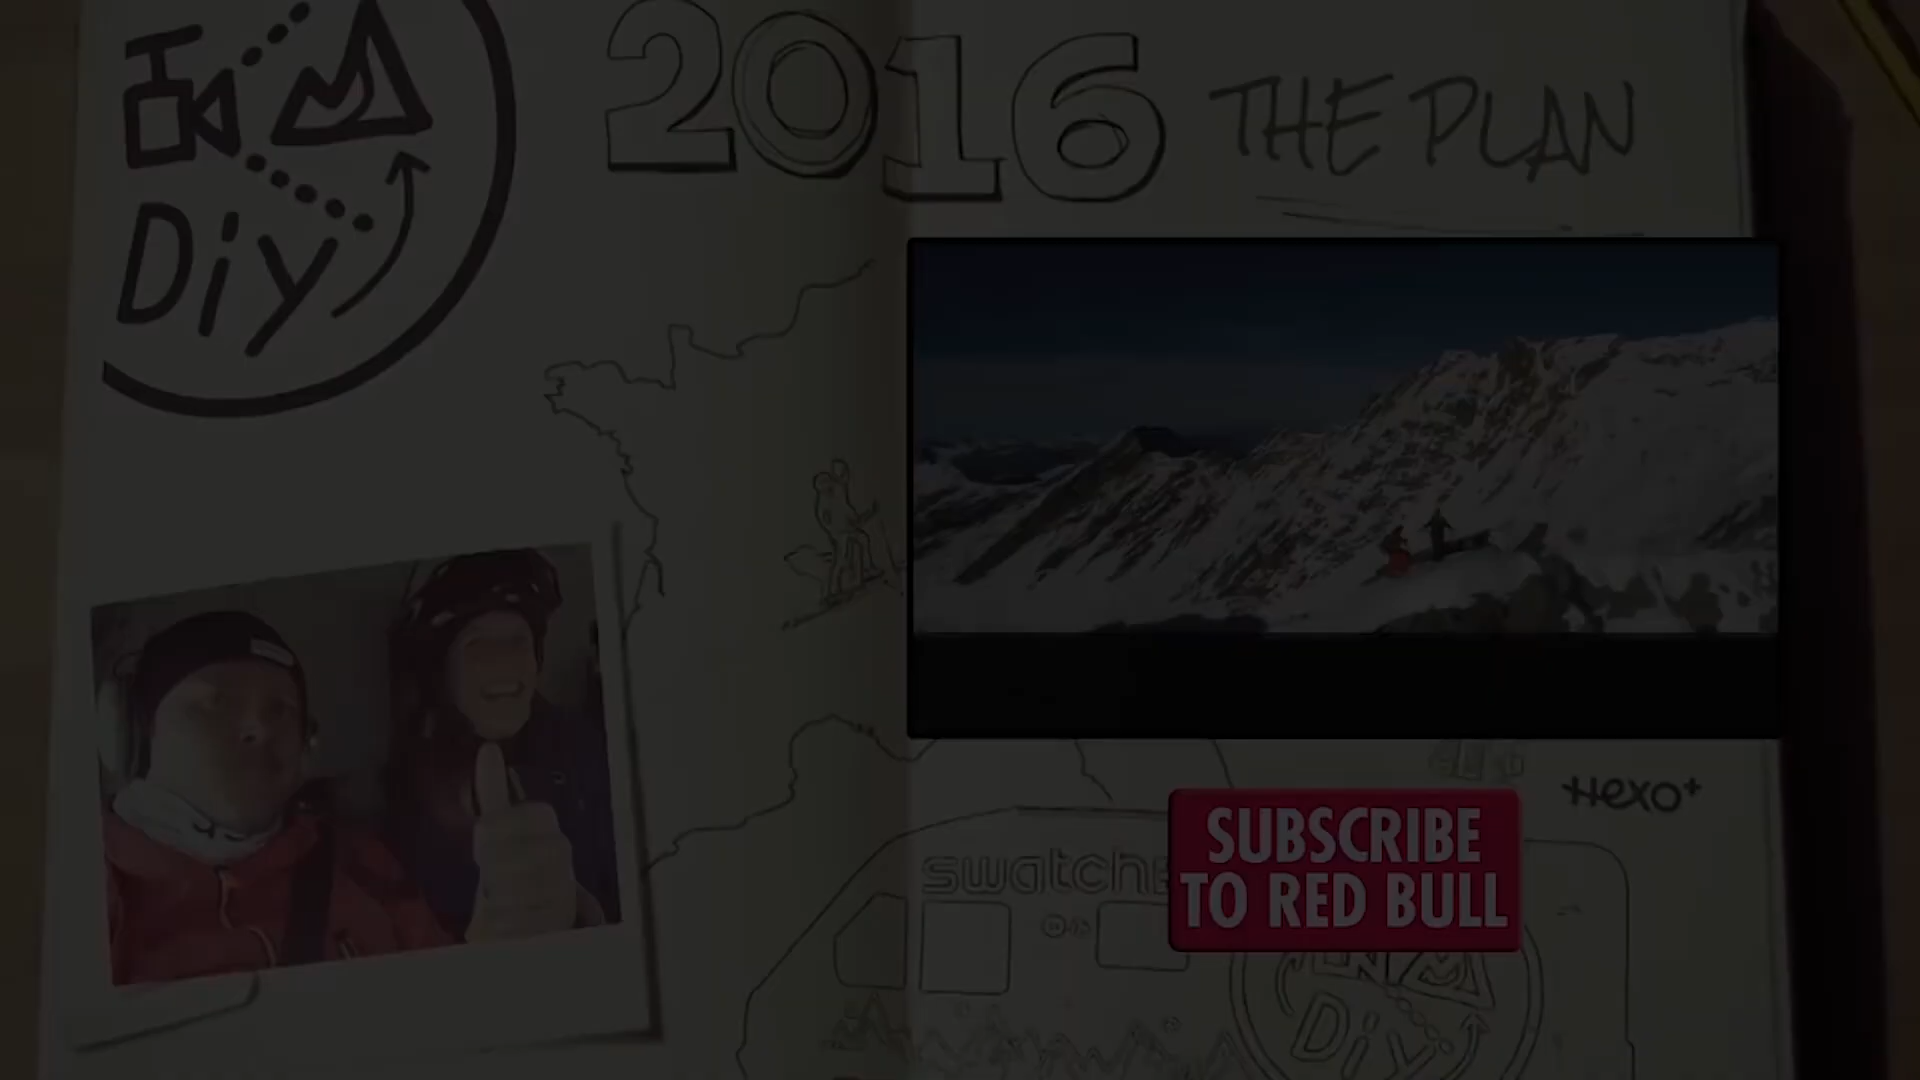 2016 THE PLAN
Diy
Hexo+
SUBSCRIBE
TO RED BULL
swatch
Diy